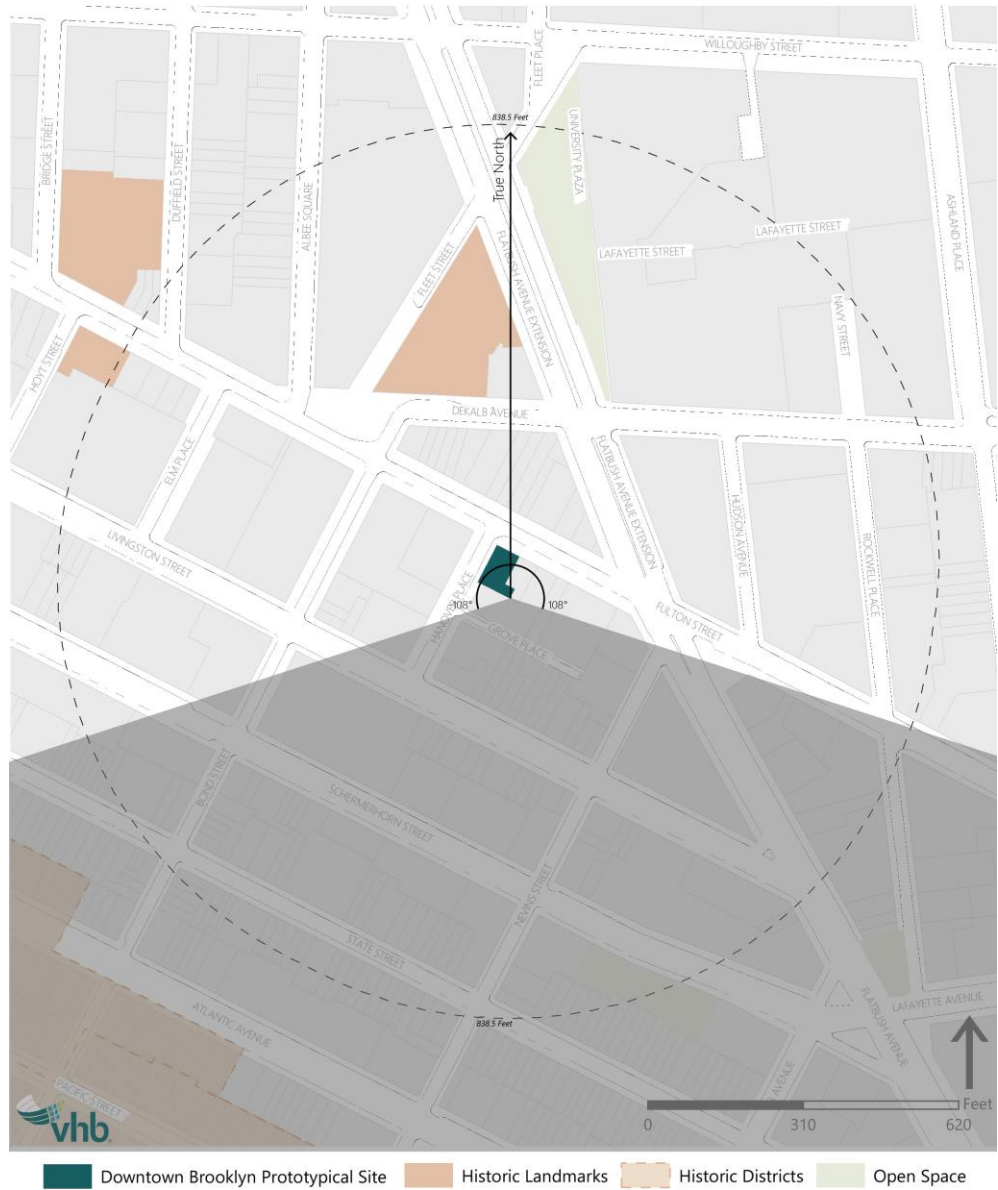 WILLOUGHBY STREET
FLEET PLACE
838.5 Feet
True North
UNIVERSITY PLAZA
BRIDGE STREET
DUFFIELD STREET
ALBEE SQUARE
ASHLAND PLACE
LAFAYETTE STREET
LAFAYETTE STREET
FLEET STREET
FLATBUSH AVENUE EXTENSION
NAVY STREET
HOYT STREET
DEKALB AVENUE
ELM PLACE
FLATBUSH AVENUE EXTENSION
HUDSON AVENUE
ROCKWELL PLACE
LIVINGSTON STREET
HANOVER PLACE
108°
108°
FULTON STREET
GROVE PLACE
BOND STREET
SCHERMERHORN STREET
NEVINS STREET
STATE STREET
FLATBUSH AVENUE
LAFAYETTE AVENUE
ATLANTIC AVENUE
838.5 Feet
PACIFIC STREET
AVENUE
Feet
0
310
620
vhb
Downtown Brooklyn Prototypical Site
Historic Landmarks
Historic Districts
Open Space